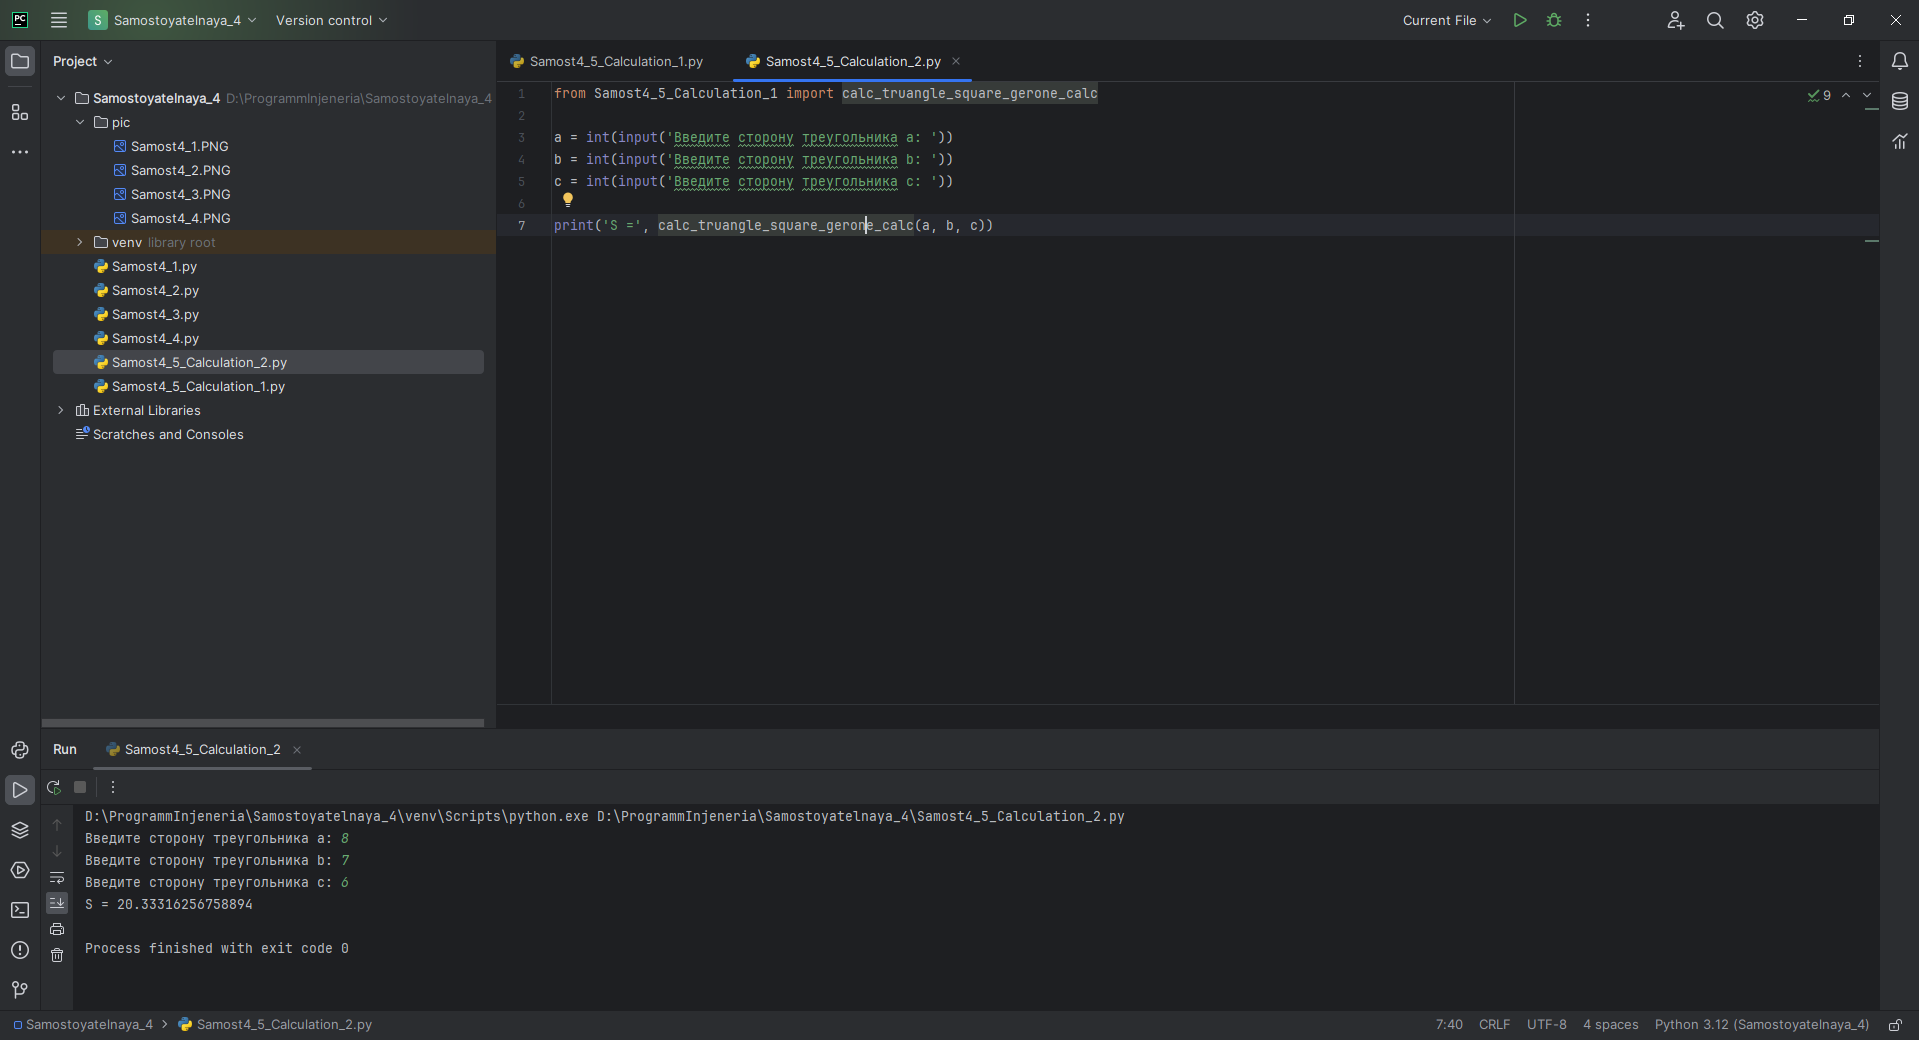 PC
S Samostoyatelnaya_4 Version control
Current File
Project
Samostoyatelnaya_4 D:\ProgrammInjeneria\Samostoyatelnaya_4
pic
Samost4_1.PNG
Samost4_2.PNG
Samost4_3.PNG
Samost4_4.PNG
venv library root
Samost4_1.py
Samost4_2.py
Samost4_3.py
Samost4_4.py
Samost4_5_Calculation_2.py
Samost4_5_Calculation_1.py
External Libraries
Scratches and Consoles
Samost4_5_Calculation_1.py Samost4_5_Calculation_2.py
9
1 from Samost4_5_Calculation_1 import calc_truangle_square_gerone_calc
2
3 a = int(input('Введите сторону треугольника a: '))
4 b = int(input('Введите сторону треугольника b: '))
5 c = int(input('Введите сторону треугольника c: '))
6
7 print('S =', calc_truangle_square_gerone_calc(a, b, c))
Run Samost4_5_Calculation_2
D:\ProgrammInjeneria\Samostoyatelnaya_4\venv\Scripts\python.exe D:\ProgrammInjeneria\Samostoyatelnaya_4\Samost4_5_Calculation_2.py
Введите сторону треугольника a: 8
Введите сторону треугольника b: 7
Введите сторону треугольника c: 6
S = 20.33316256758894
Process finished with exit code 0
Samostoyatelnaya_4 > Samost4_5_Calculation_2.py
7:40 CRLF UTF-8 4 spaces Python 3.12 (Samostoyatelnaya_4)